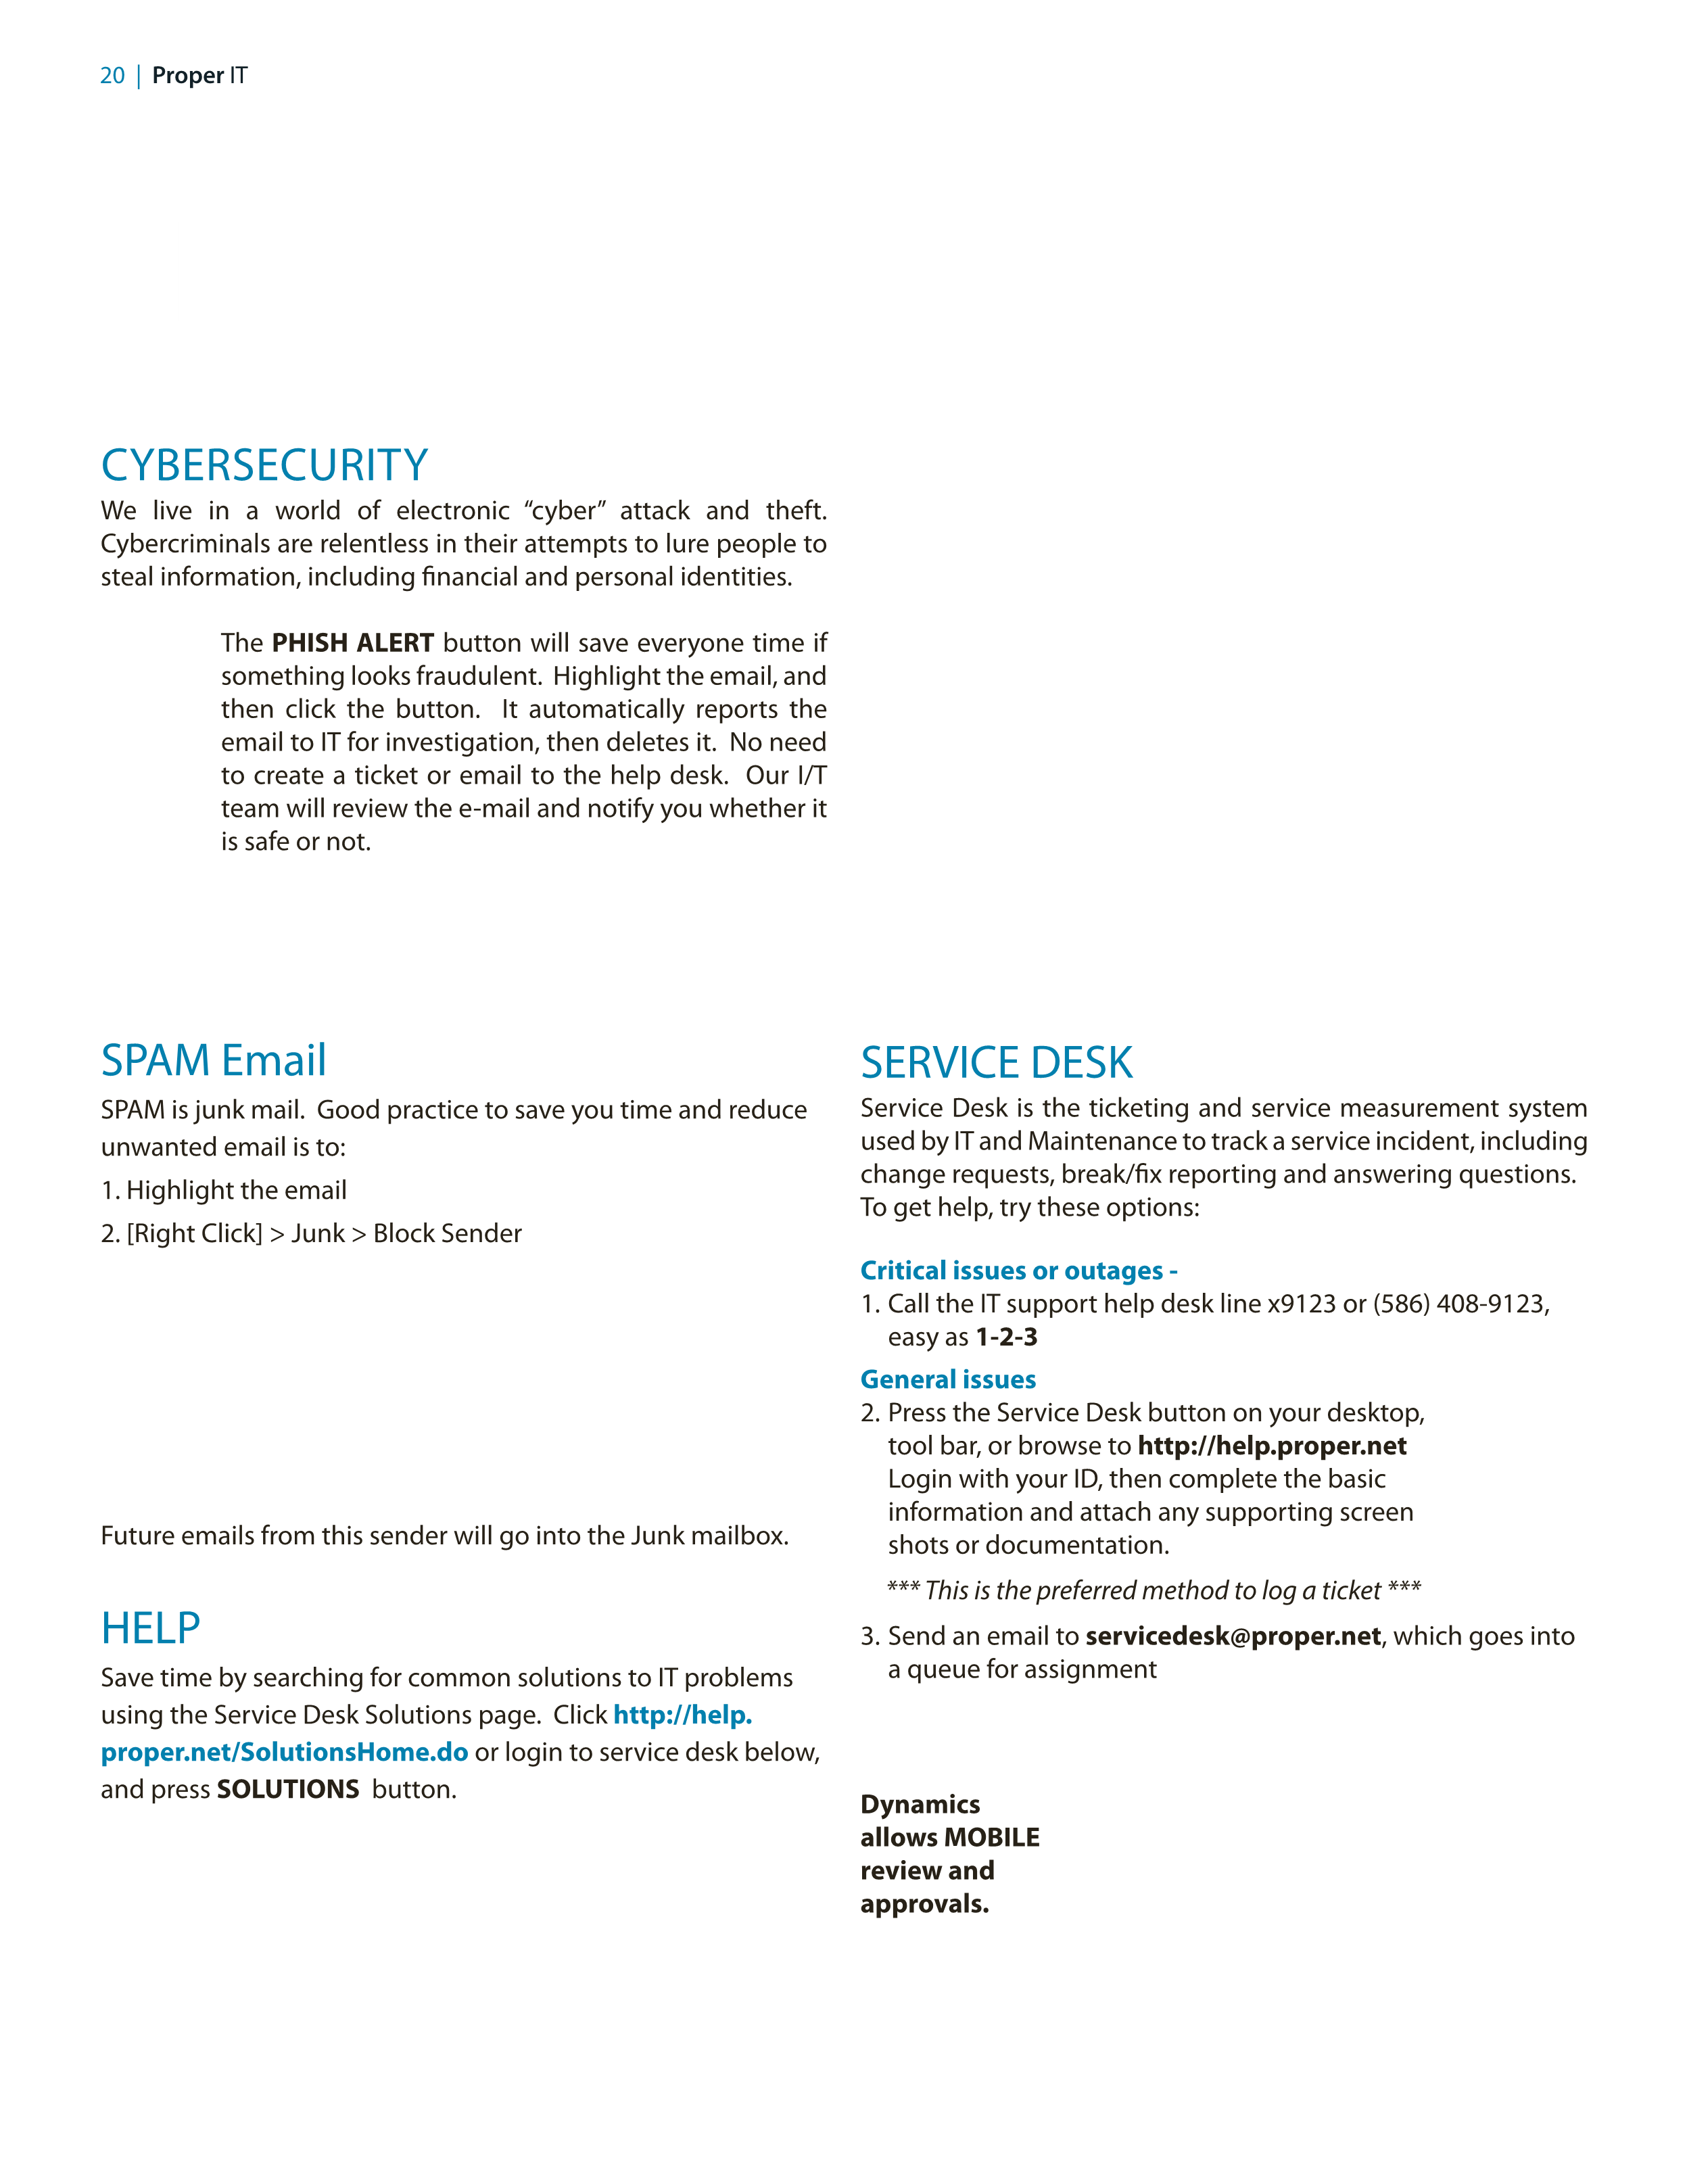 20 | Proper IT
CYBERSECURITY
We live in a world of electronic “cyber” attack and theft.
Cybercriminals are relentless in their attempts to lure people to
steal information, including financial and personal identities.
The PHISH ALERT button will save everyone time if
something looks fraudulent.  Highlight the email, and
then click the button.  It automatically reports the
email to IT for investigation, then deletes it.  No need
to create a ticket or email to the help desk.  Our I/T
team will review the e-mail and notify you whether it
is safe or not.
SPAM Email
SPAM is junk mail.  Good practice to save you time and reduce
unwanted email is to:
1. Highlight the email
2. [Right Click] > Junk > Block Sender
Future emails from this sender will go into the Junk mailbox.
HELP
Save time by searching for common solutions to IT problems
using the Service Desk Solutions page.  Click http://help.
proper.net/SolutionsHome.do or login to service desk below,
and press SOLUTIONS  button.
SERVICE DESK
Service Desk is the ticketing and service measurement system
used by IT and Maintenance to track a service incident, including
change requests, break/fix reporting and answering questions.
To get help, try these options:
Critical issues or outages -
1. Call the IT support help desk line x9123 or (586) 408-9123,
easy as 1-2-3
General issues
2. Press the Service Desk button on your desktop,
tool bar, or browse to http://help.proper.net
Login with your ID, then complete the basic
information and attach any supporting screen
shots or documentation.
*** This is the preferred method to log a ticket ***
3. Send an email to servicedesk@proper.net, which goes into
a queue for assignment
Dynamics
allows MOBILE
review and
approvals.